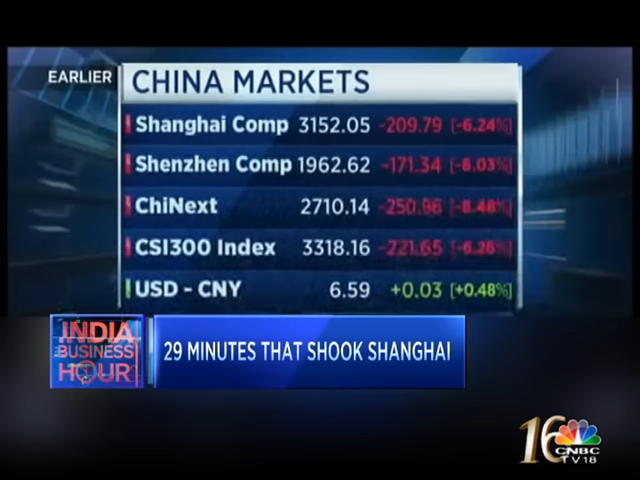 EARLIER
CHINA MARKETS
Shanghai Comp 3152.05 -209.79 [-6.24%]
Shenzhen Comp 1962.62 -171.34 [-8.03%]
ChiNext 2710.14 -250.96 [-8.48%]
CSI300 Index 3318.16 -221.65 [-6.26%]
USD - CNY 6.59 +0.03 [+0.48%]
INDIA
BUSINESS
HOUR
29 MINUTES THAT SHOOK SHANGHAI
16
CNBC
TV18